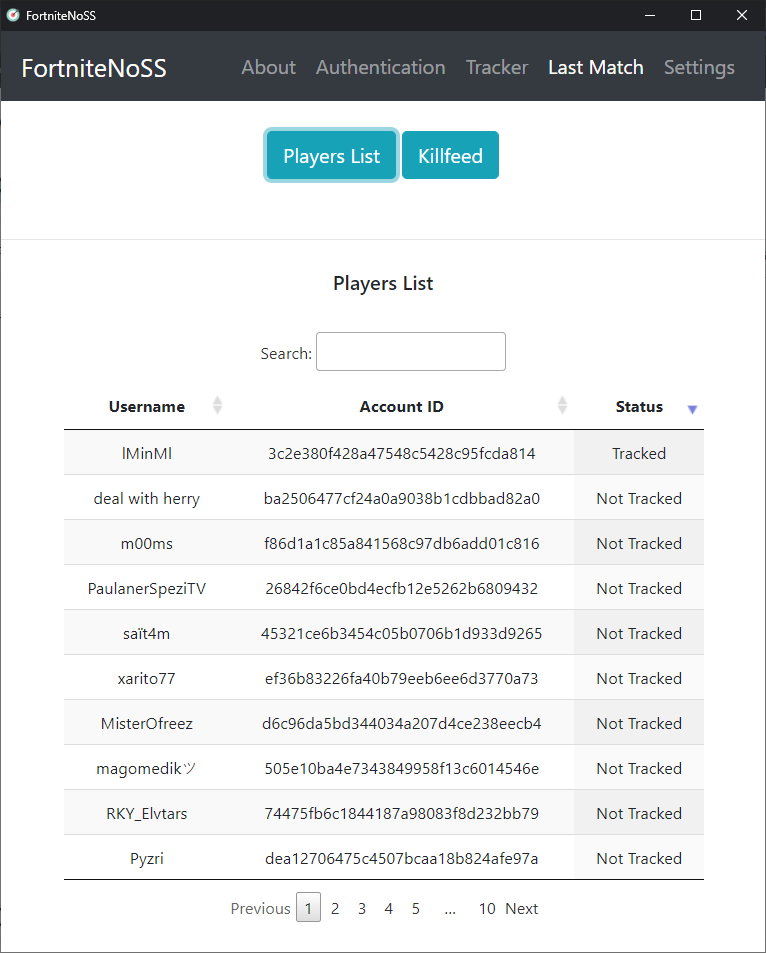 FortniteNoSS
FortniteNoSS About Authentication Tracker Last Match Settings
Players List Killfeed
Players List
Search:
Username Account ID Status
lMinMl 3c2e380f428a47548c5428c95fcda814 Tracked
deal with herry ba2506477cf24a0a9038b1cdbbad82a0 Not Tracked
m00ms f86d1a1c85a841568c97db6add01c816 Not Tracked
PaulanerSpeziTV 26842f6ce0bd4ecfb12e5262b6809432 Not Tracked
saït4m 45321ce6b3454c05b0706b1d933d9265 Not Tracked
xarito77 ef36b83226fa40b79eeb6ee6d3770a73 Not Tracked
MisterOfreez d6c96da5bd344034a207d4ce238eecb4 Not Tracked
magomedikツ 505e10ba4e7343849958f13c6014546e Not Tracked
RKY_Elvtars 74475fb6c1844187a98083f8d232bb79 Not Tracked
Pyzri dea12706475c4507bcaa18b824afe97a Not Tracked
Previous 1 2 3 4 5 … 10 Next